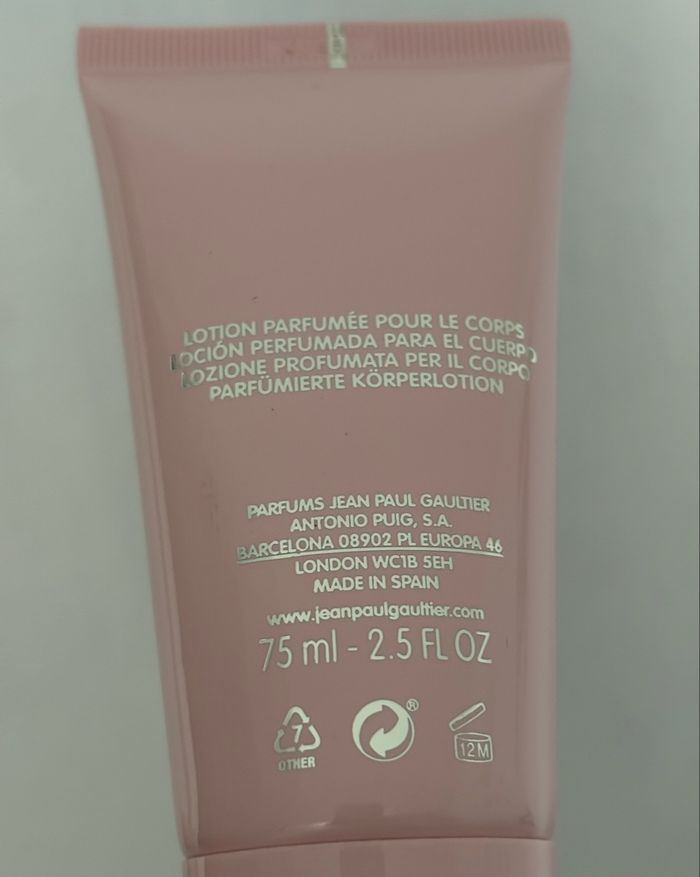 LOTION PARFUMÉE POUR LE CORPS
LOCIÓN PERFUMADA PARA EL CUERPO
LOZIONE PROFUMATA PER IL CORPO
PARFÜMIERTE KÖRPERLOTION
PARFUMS JEAN PAUL GAULTIER
ANTONIO PUIG, S.A.
BARCELONA 08902 PL EUROPA 46
LONDON WC1B 5EH
MADE IN SPAIN
www.jeanpaulgaultier.com
75 ml - 2.5 FL OZ
7 ® 12M
OTHER